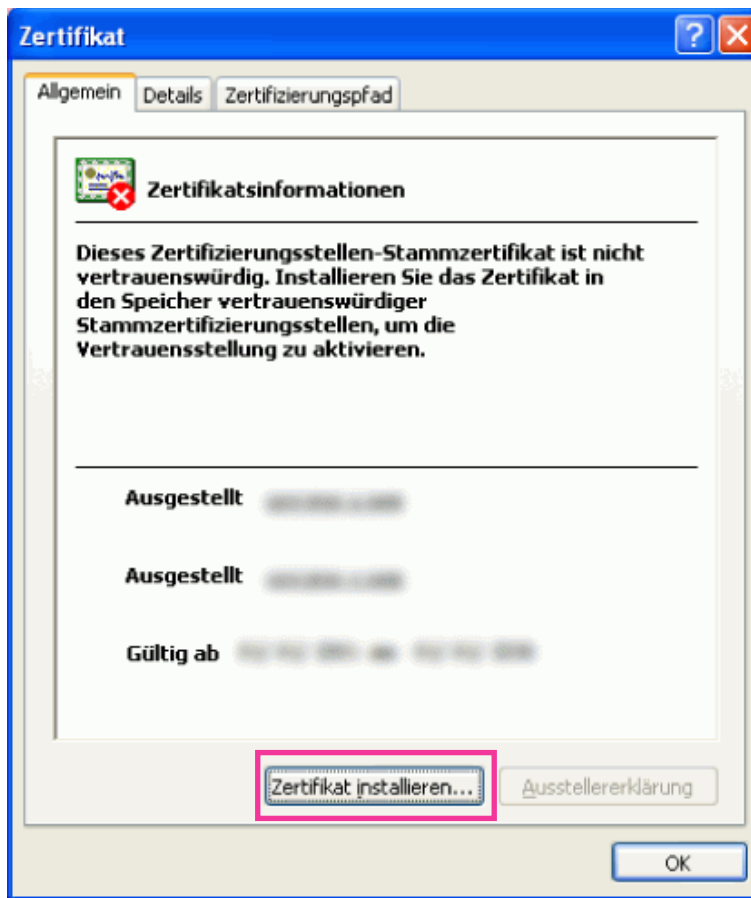 Zertifikat
Allgemein Details Zertifizierungspfad
Zertifikatsinformationen
Dieses Zertifizierungsstellen-Stammzertifikat ist nicht
vertrauenswürdig. Installieren Sie das Zertifikat in
den Speicher vertrauenswürdiger
Stammzertifizierungsstellen, um die
Vertrauensstellung zu aktivieren.
Ausgestellt
Ausgestellt
Gültig ab
Zertifikat installieren... Ausstellererklärung
OK